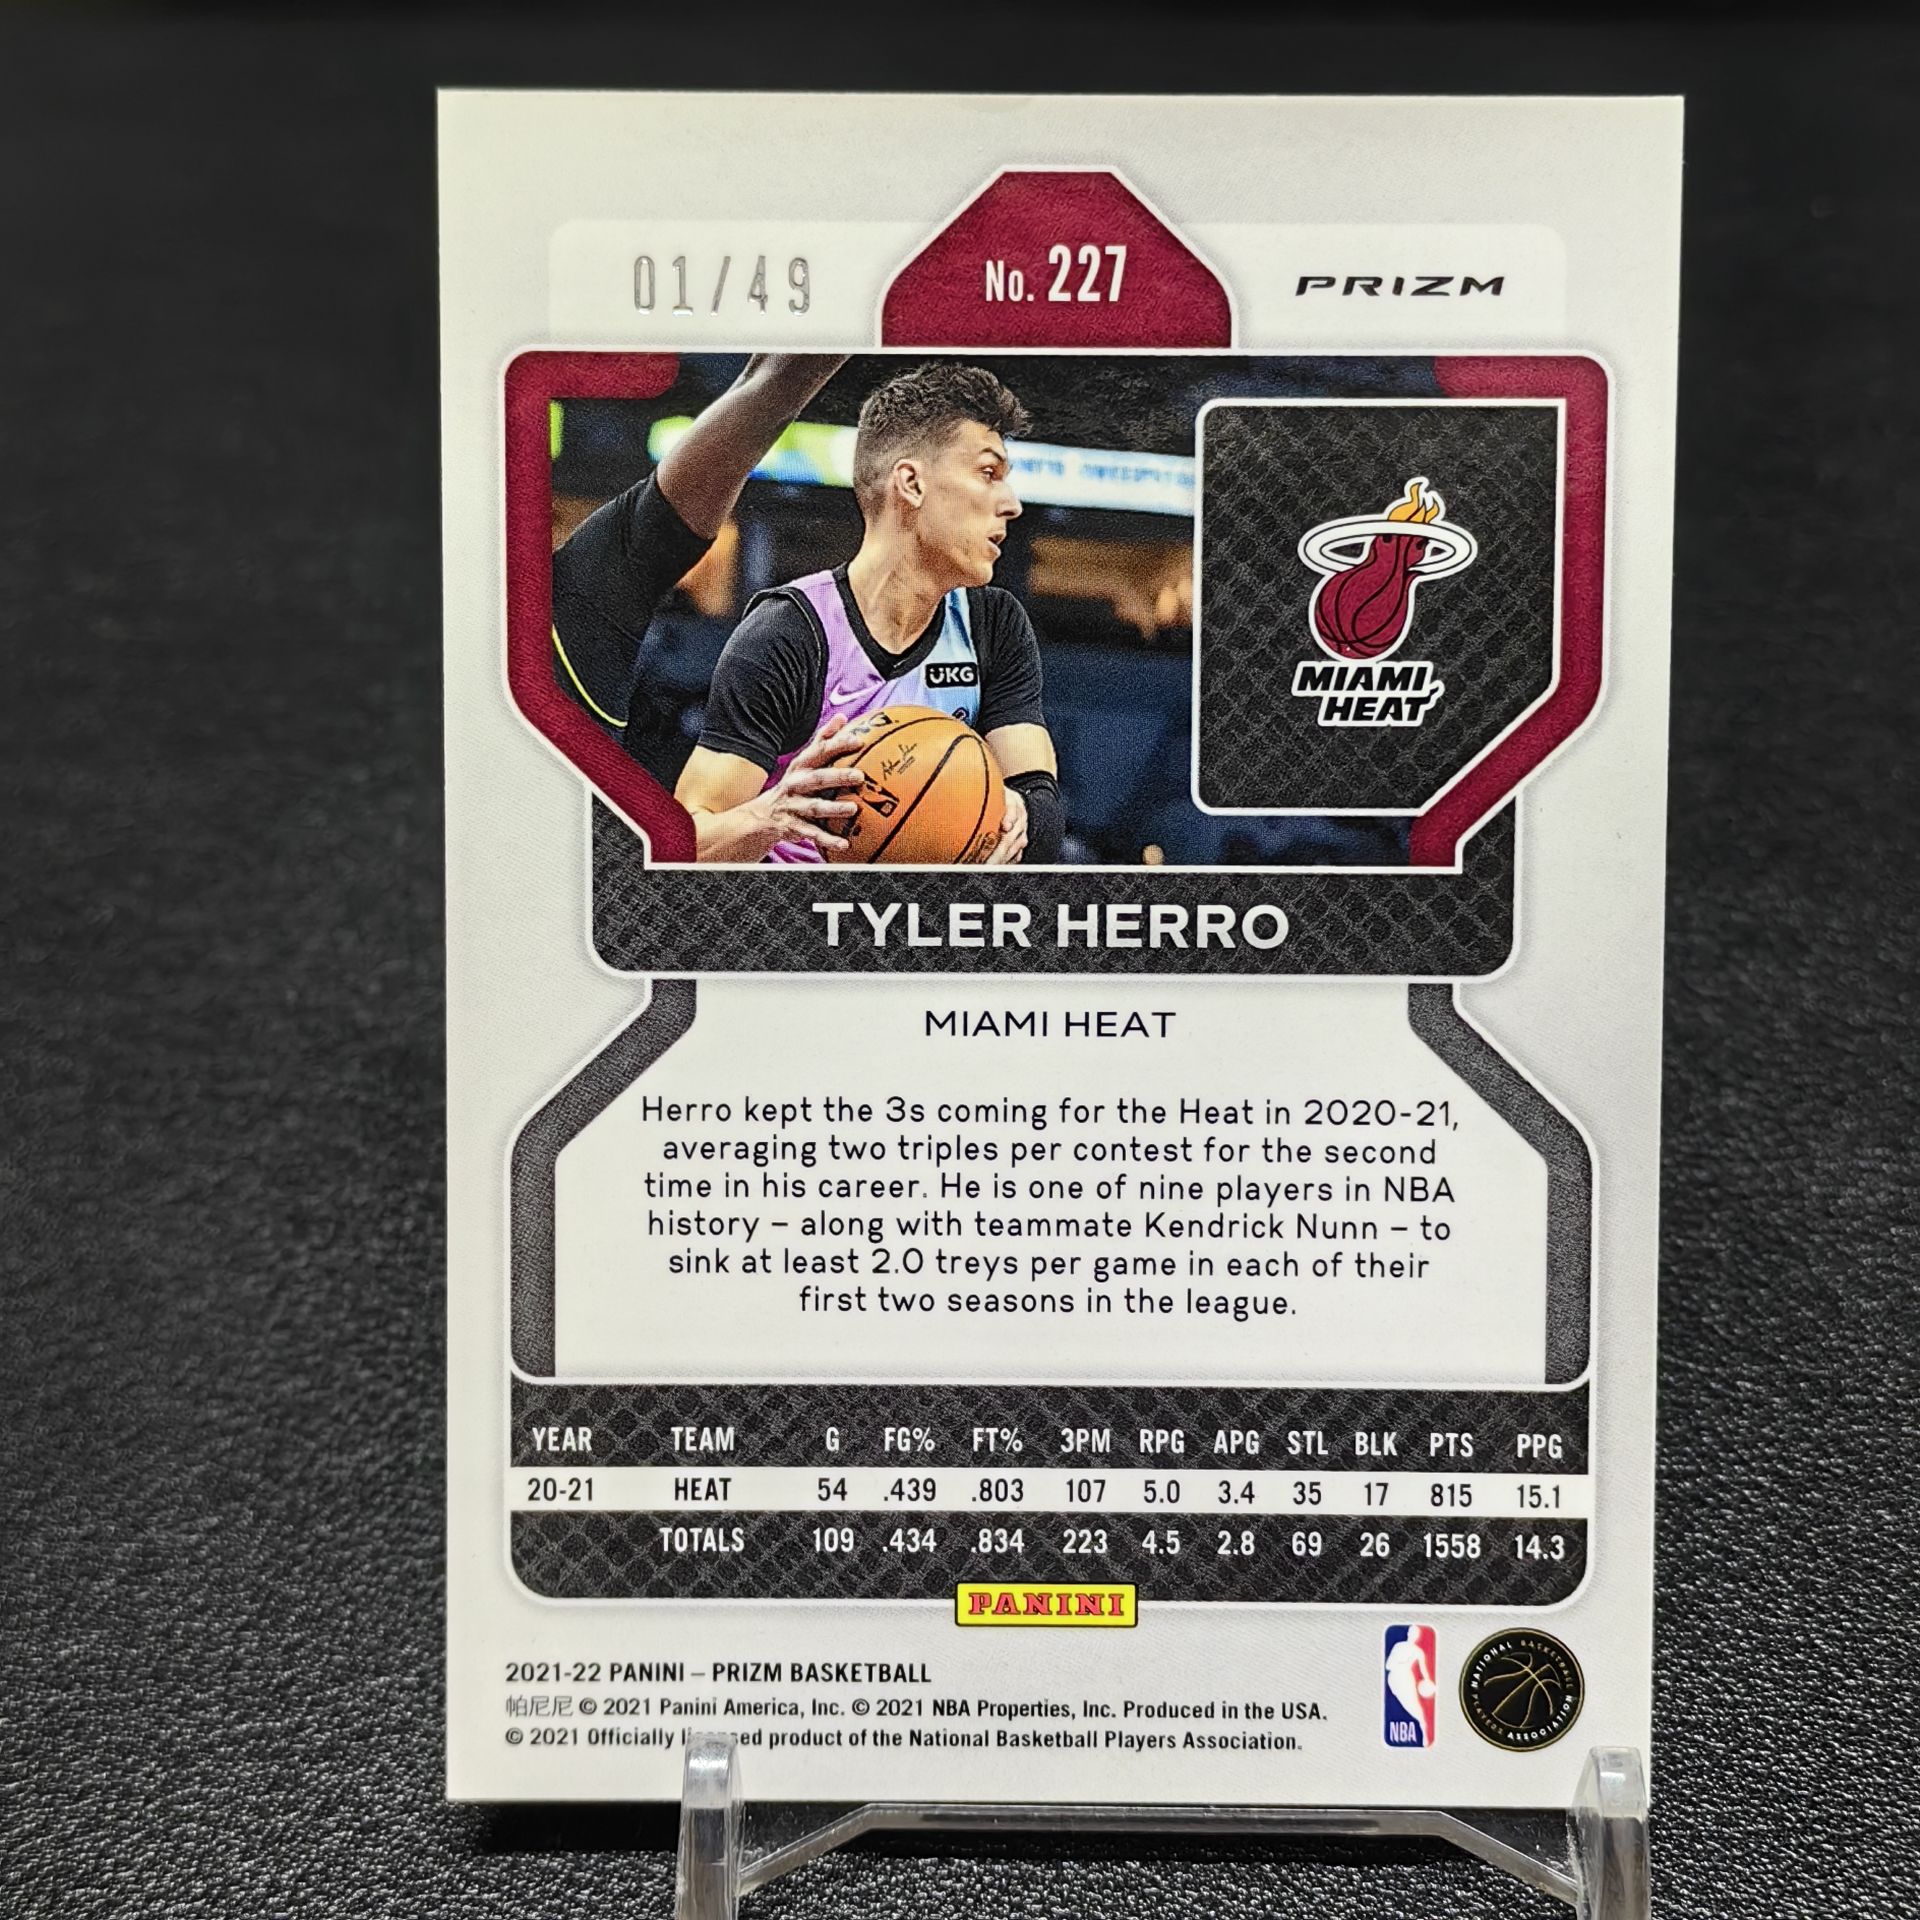 01/49
No. 227
PRIZM
UKG
MIAMI
HEAT
TYLER HERRO
MIAMI HEAT
Herro kept the 3s coming for the Heat in 2020-21,
averaging two triples per contest for the second
time in his career. He is one of nine players in NBA
history – along with teammate Kendrick Nunn – to
sink at least 2.0 treys per game in each of their
first two seasons in the league.
YEAR TEAM G FG% FT% 3PM RPG APG STL BLK PTS PPG
20-21 HEAT 54 .439 .803 107 5.0 3.4 35 17 815 15.1
TOTALS 109 .434 .834 223 4.5 2.8 69 26 1558 14.3
PANINI
2021-22 PANINI – PRIZM BASKETBALL
帕尼尼 © 2021 Panini America, Inc. © 2021 NBA Properties, Inc. Produced in the USA.
© 2021 Officially licensed product of the National Basketball Players Association.
NBA
NATIONAL BASKETBALL PLAYERS ASSOCIATION